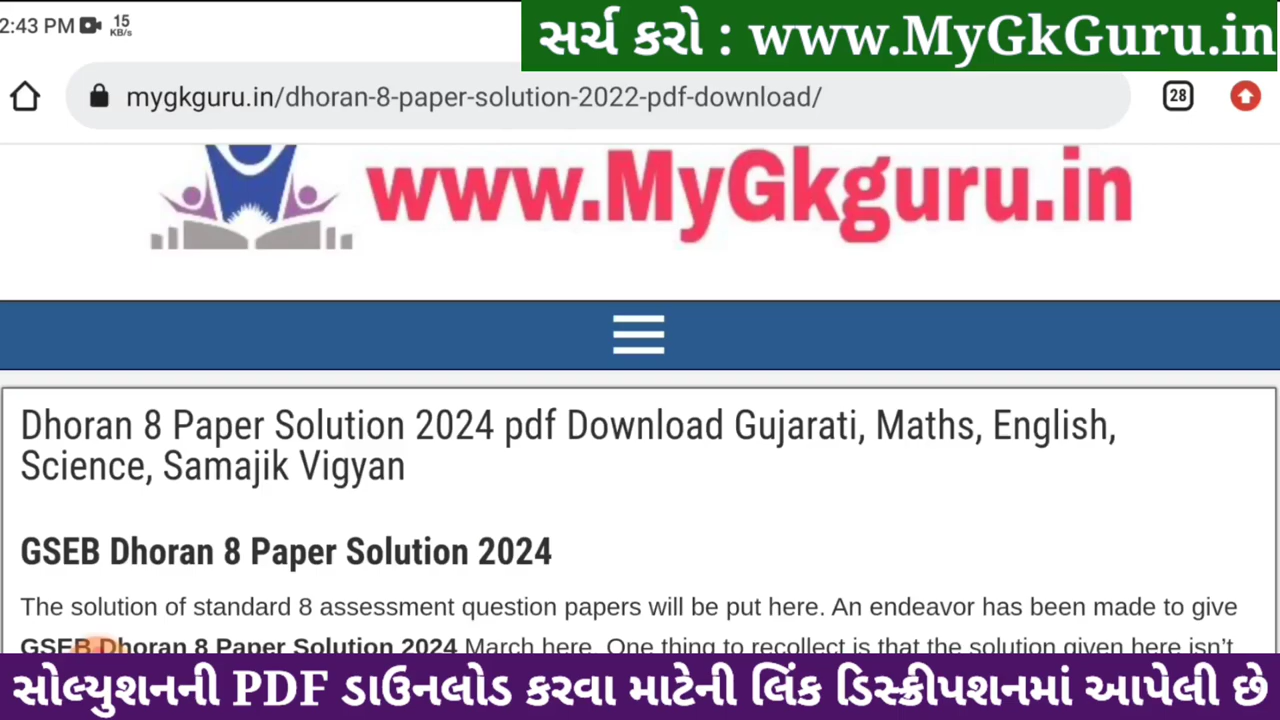 2:43 PM 15 KB/s
સર્ચ કરો : www.MyGkGuru.in
mygkguru.in/dhoran-8-paper-solution-2022-pdf-download/ 28
www.MyGkguru.in
Dhoran 8 Paper Solution 2024 pdf Download Gujarati, Maths, English,
Science, Samajik Vigyan
GSEB Dhoran 8 Paper Solution 2024
The solution of standard 8 assessment question papers will be put here. An endeavor has been made to give
GSEB Dhoran 8 Paper Solution 2024 March here. One thing to recollect is that the solution given here isn't
સોલ્યુશનની PDF ડાઉનલોડ કરવા માટેની લિંક ડિસ્ક્રીપશનમાં આપેલી છે